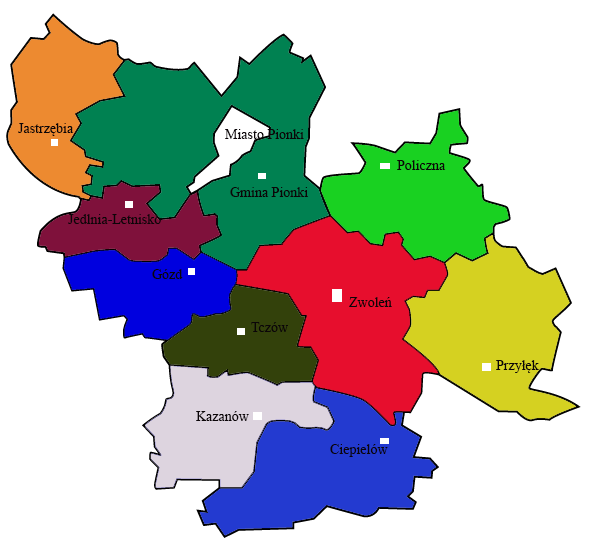 Jastrzębia
Miasto Pionki
Policzna
Gmina Pionki
Jedlnia-Letnisko
Gózd
Zwoleń
Tczów
Przyłęk
Kazanów
Ciepielów